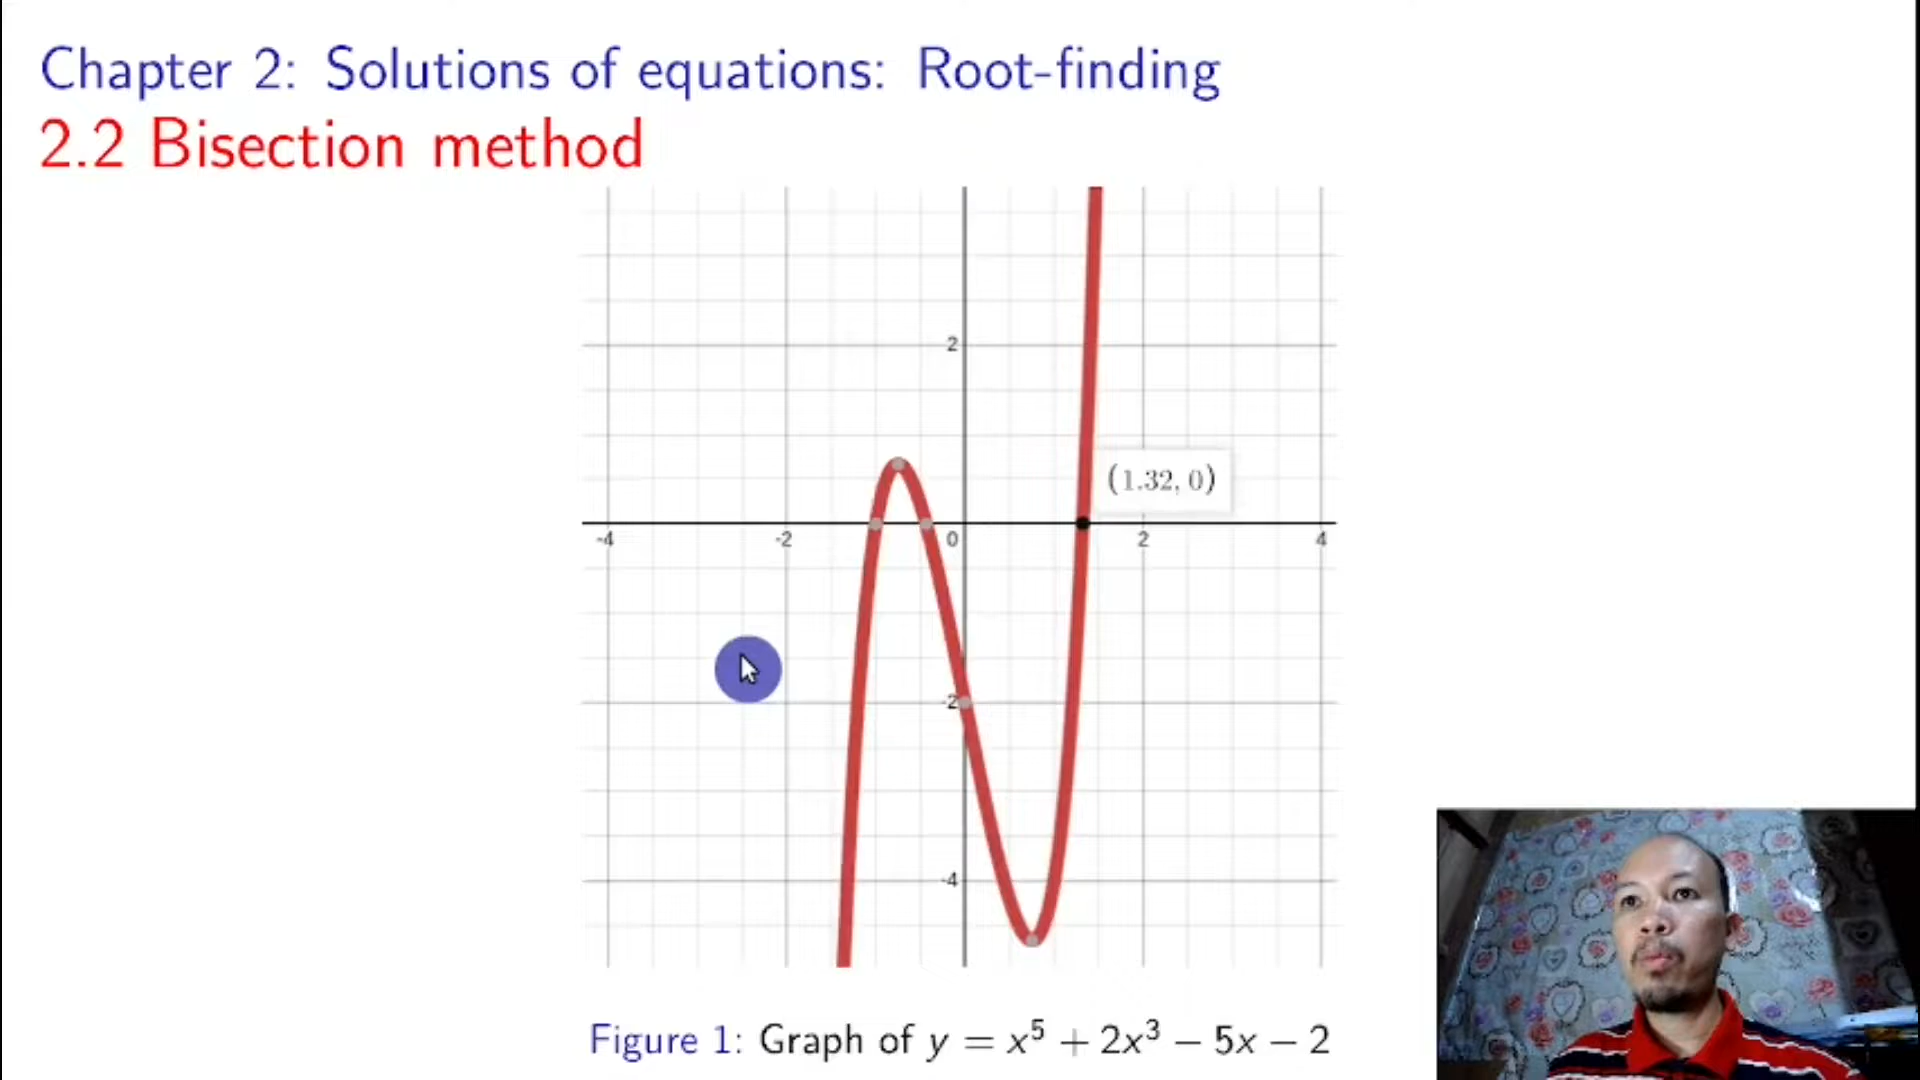 Chapter 2: Solutions of equations: Root-finding
2.2 Bisection method
2
(1.32, 0)
-4 -2 0 2 4
-2
-4
Figure 1: Graph of y = x⁵ + 2x³ − 5x − 2